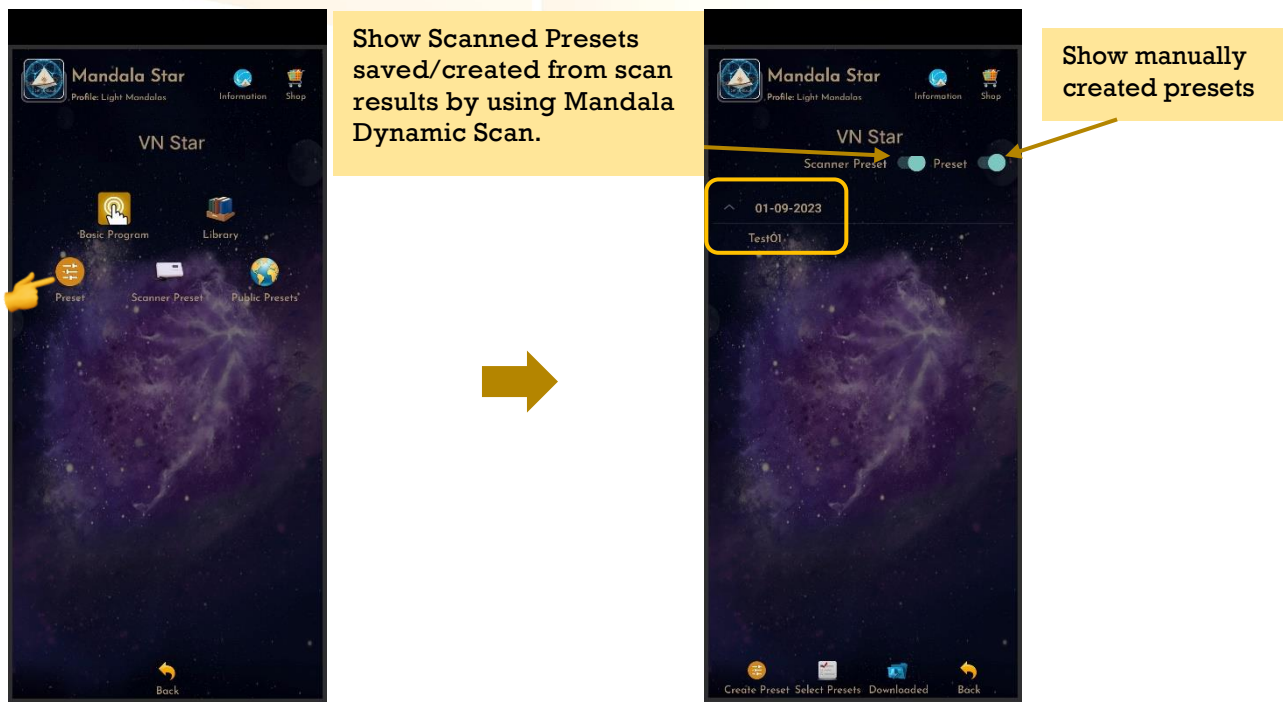 Show Scanned Presets
saved/created from scan
results by using Mandala
Dynamic Scan.
Show manually
created presets
Mandala Star
Profile: Light Mandalas
Information
Shop
VN Star
Basic Program
Library
Preset
Scanner Preset
Public Presets
Back
Mandala Star
Profile: Light Mandalas
Information
Shop
VN Star
Scanner Preset
Preset
01-09-2023
Test01
Create Preset
Select Presets
Downloaded
Back